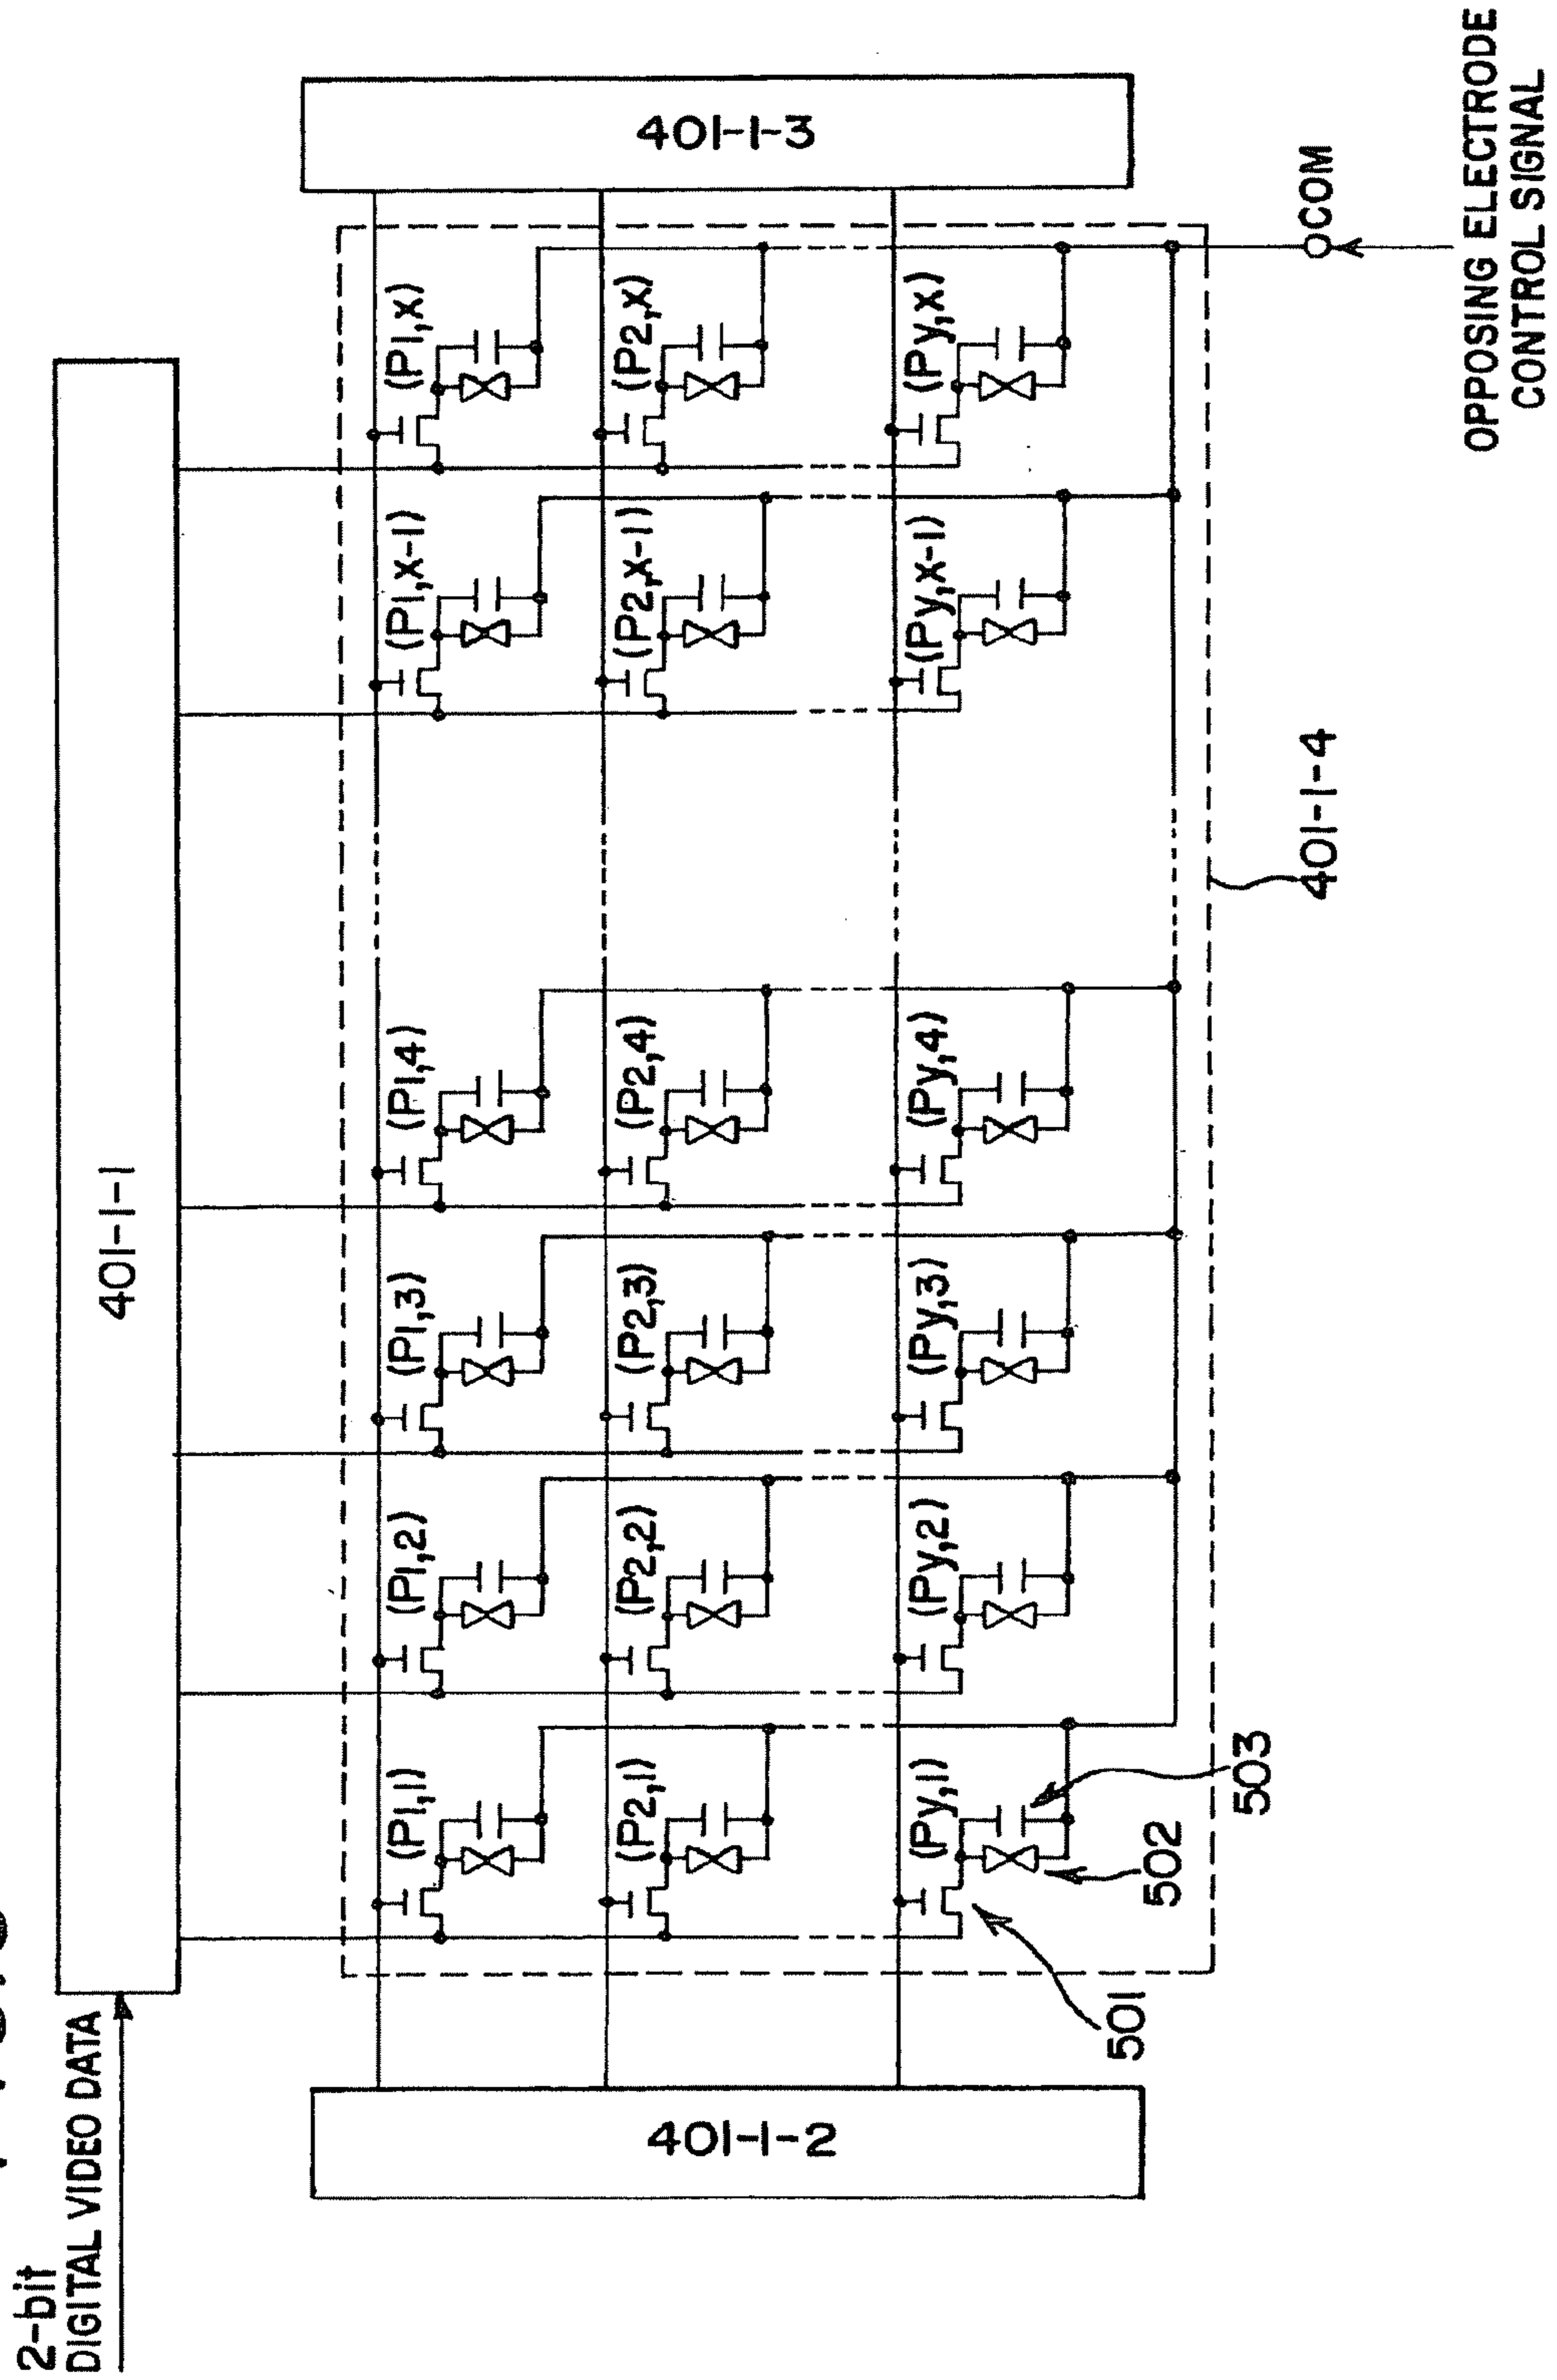 2-bit
DIGITAL VIDEO DATA
401-1-1
401-1-2
401-1-3
(P1,1)
(P1,2)
(P1,3)
(P1,4)
(P1,x-1)
(P1,x)
(P2,1)
(P2,2)
(P2,3)
(P2,4)
(P2,x-1)
(P2,x)
(Py,1)
(Py,2)
(Py,3)
(Py,4)
(Py,x-1)
(Py,x)
501
502
503
401-1-4
COM
OPPOSING ELECTRODE
CONTROL SIGNAL